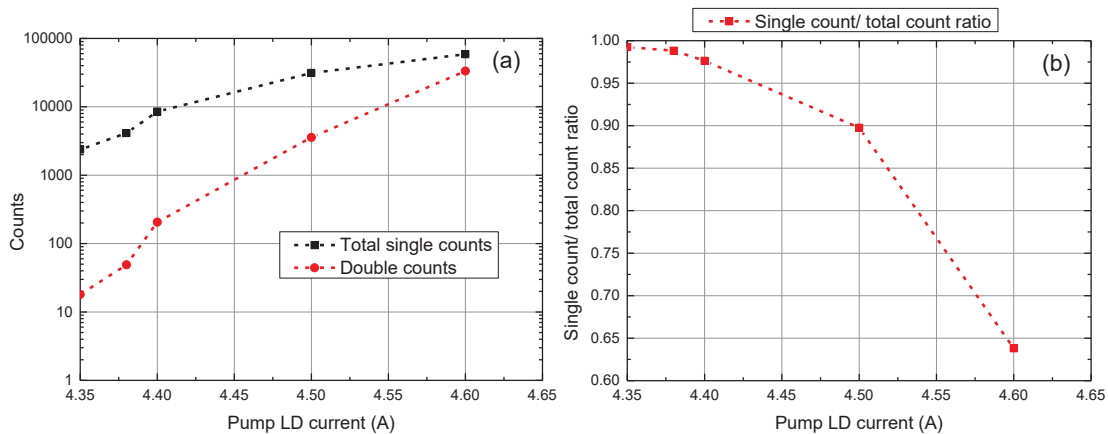 (a)
100000
10000
1000
100
10
1
Counts
Total single counts
Double counts
4.35 4.40 4.45 4.50 4.55 4.60 4.65
Pump LD current (A)
Single count/ total count ratio
(b)
1.00
0.95
0.90
0.85
0.80
0.75
0.70
0.65
0.60
Single count/ total count ratio
4.35 4.40 4.45 4.50 4.55 4.60 4.65
Pump LD current (A)